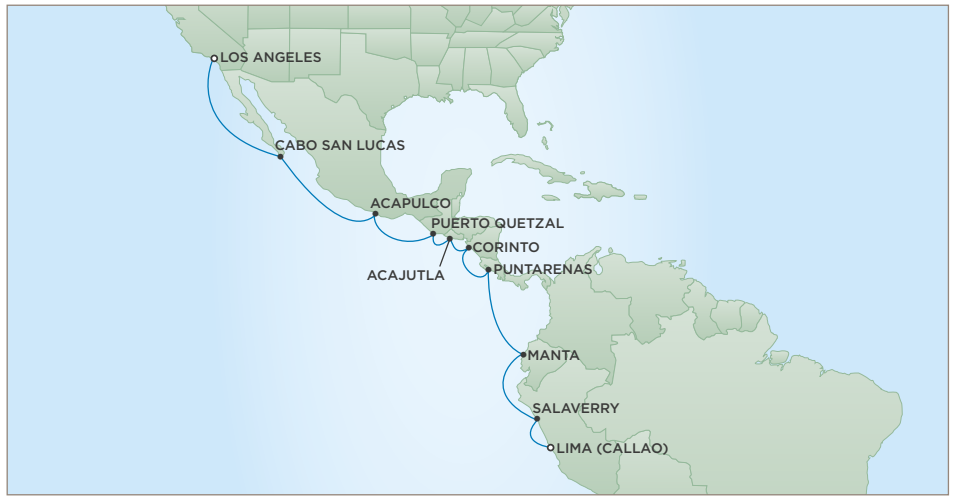 LOS ANGELES
CABO SAN LUCAS
ACAPULCO
PUERTO QUETZAL
CORINTO
PUNTARENAS
ACAJUTLA
MANTA
SALAVERRY
LIMA (CALLAO)